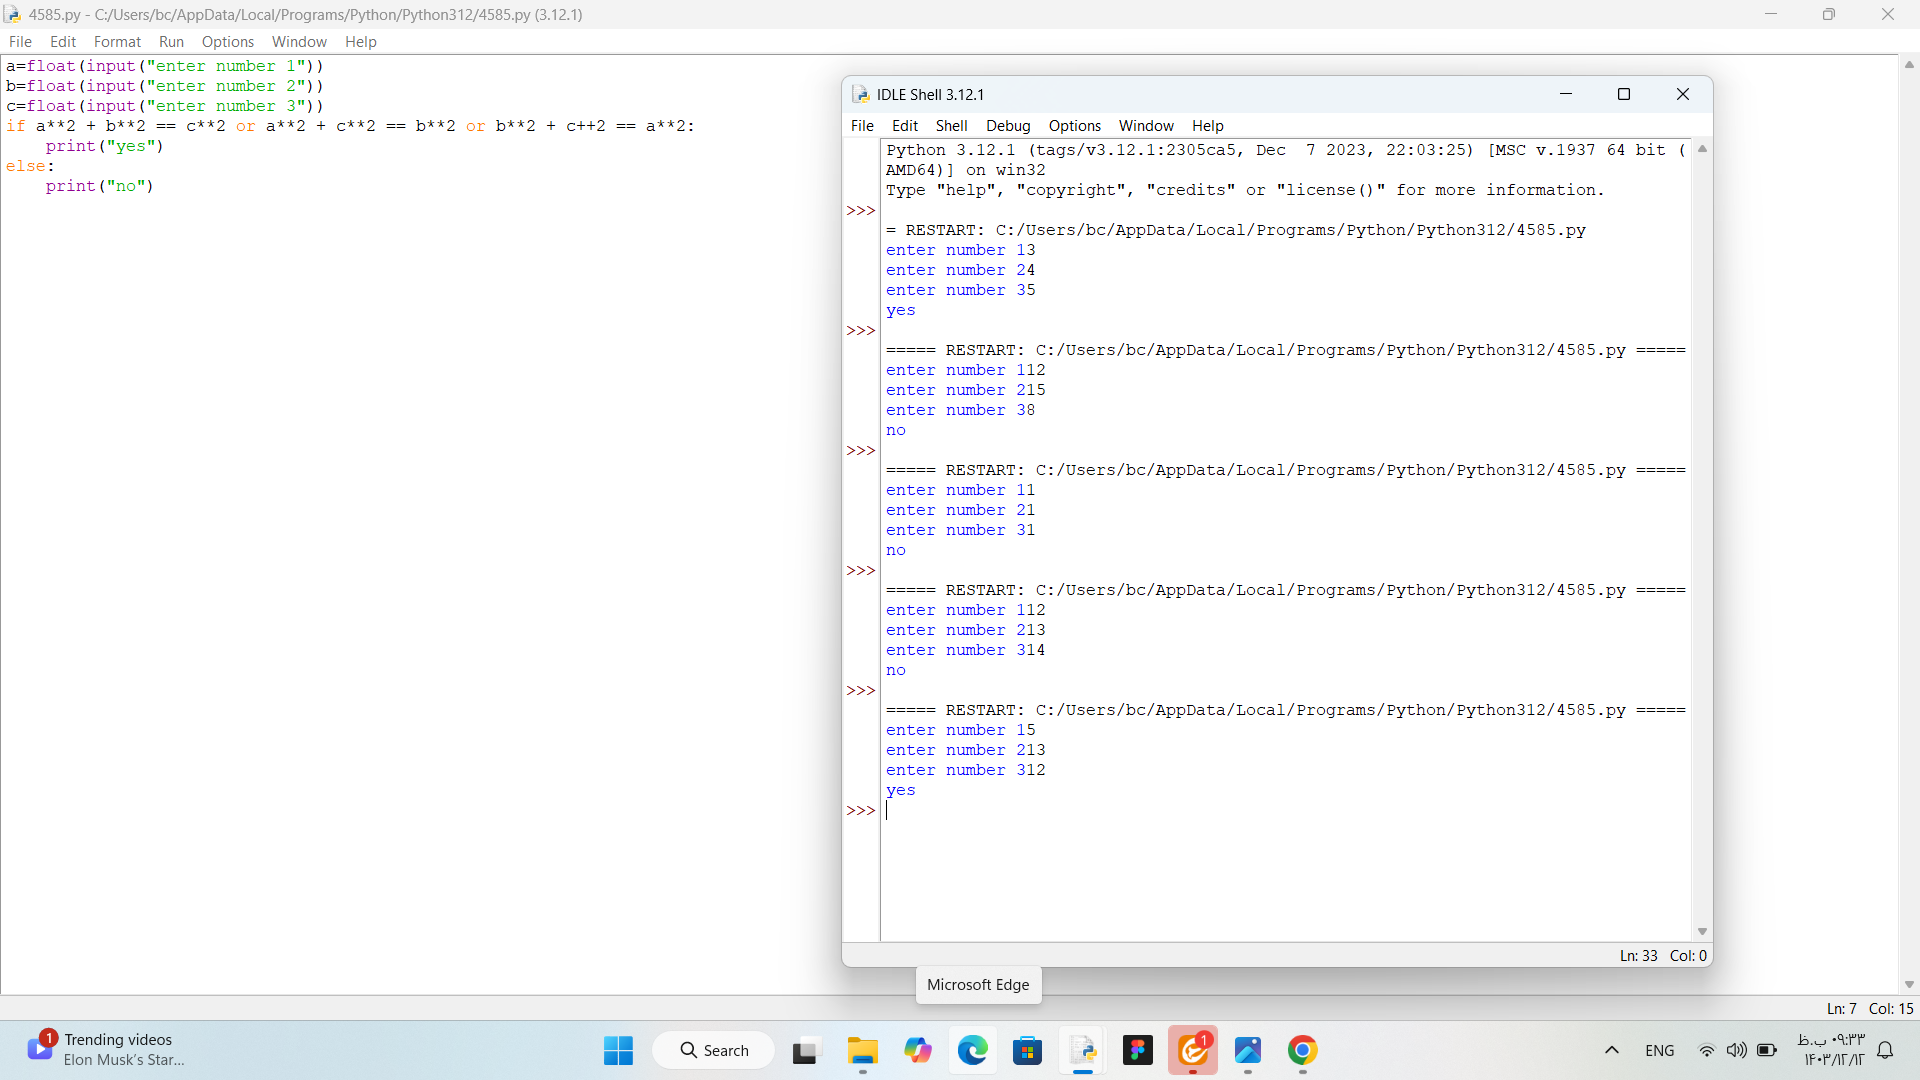 4585.py - C:/Users/bc/AppData/Local/Programs/Python/Python312/4585.py (3.12.1)
File Edit Format Run Options Window Help
a=float(input("enter number 1"))
b=float(input("enter number 2"))
c=float(input("enter number 3"))
if a**2 + b**2 == c**2 or a**2 + c**2 == b**2 or b**2 + c++2 == a**2:
    print("yes")
else:
    print("no")
IDLE Shell 3.12.1
File Edit Shell Debug Options Window Help
Python 3.12.1 (tags/v3.12.1:2305ca5, Dec  7 2023, 22:03:25) [MSC v.1937 64 bit (
AMD64)] on win32
Type "help", "copyright", "credits" or "license()" for more information.
>>>
= RESTART: C:/Users/bc/AppData/Local/Programs/Python/Python312/4585.py
enter number 13
enter number 24
enter number 35
yes
>>>
===== RESTART: C:/Users/bc/AppData/Local/Programs/Python/Python312/4585.py =====
enter number 112
enter number 215
enter number 38
no
>>>
===== RESTART: C:/Users/bc/AppData/Local/Programs/Python/Python312/4585.py =====
enter number 11
enter number 21
enter number 31
no
>>>
===== RESTART: C:/Users/bc/AppData/Local/Programs/Python/Python312/4585.py =====
enter number 112
enter number 213
enter number 314
no
>>>
===== RESTART: C:/Users/bc/AppData/Local/Programs/Python/Python312/4585.py =====
enter number 15
enter number 213
enter number 312
yes
>>>
Ln: 33 Col: 0
Microsoft Edge
Ln: 7 Col: 15
1
Trending videos
Elon Musk's Star...
Search
1
ENG
۰۹:۳۳ ب.ظ
۱۴۰۳/۱۲/۱۲